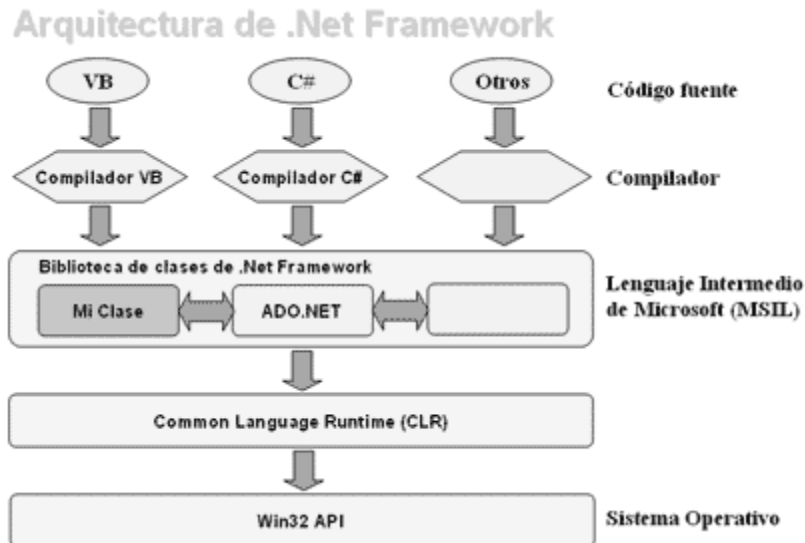 Arquitectura de .Net Framework
VB
C#
Otros
Código fuente
Compilador VB
Compilador C#
Compilador
Biblioteca de clases de .Net Framework
Mi Clase
ADO.NET
Lenguaje Intermedio
de Microsoft (MSIL)
Common Language Runtime (CLR)
Win32 API
Sistema Operativo